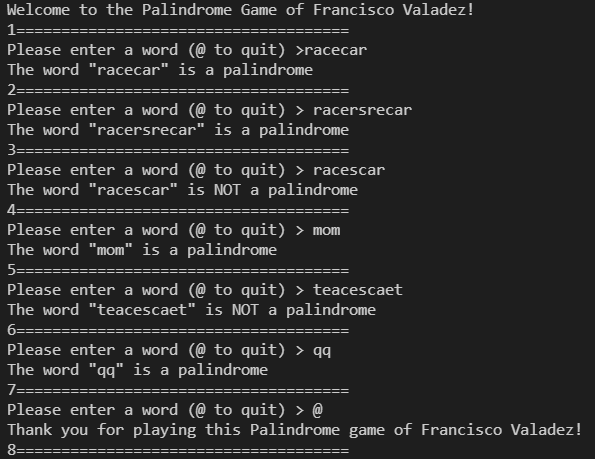 Welcome to the Palindrome Game of Francisco Valadez!
1=====================================
Please enter a word (@ to quit) >racecar
The word "racecar" is a palindrome
2=====================================
Please enter a word (@ to quit) > racersrecar
The word "racersrecar" is a palindrome
3=====================================
Please enter a word (@ to quit) > racescar
The word "racescar" is NOT a palindrome
4=====================================
Please enter a word (@ to quit) > mom
The word "mom" is a palindrome
5=====================================
Please enter a word (@ to quit) > teacescaet
The word "teacescaet" is NOT a palindrome
6=====================================
Please enter a word (@ to quit) > qq
The word "qq" is a palindrome
7=====================================
Please enter a word (@ to quit) > @
Thank you for playing this Palindrome game of Francisco Valadez!
8=====================================